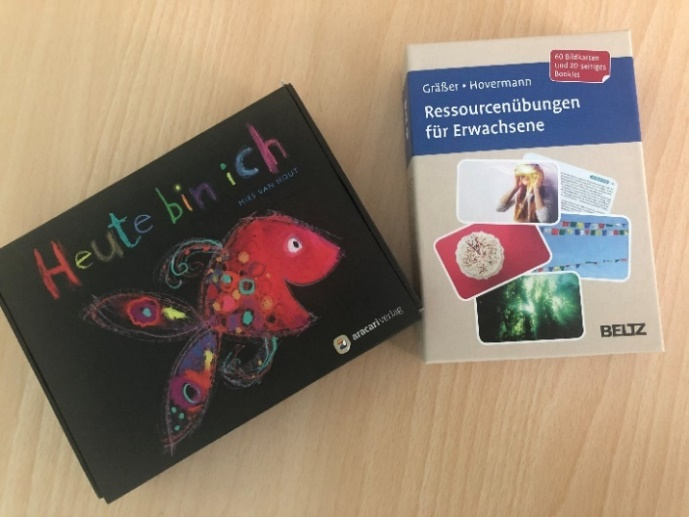 Heute bin ich
MIES VAN HOUT
aracari verlag
60 Bildkarten
und 20-seitiges
Booklet
Gräßer • Hovermann
Ressourcenübungen
für Erwachsene
BELTZ